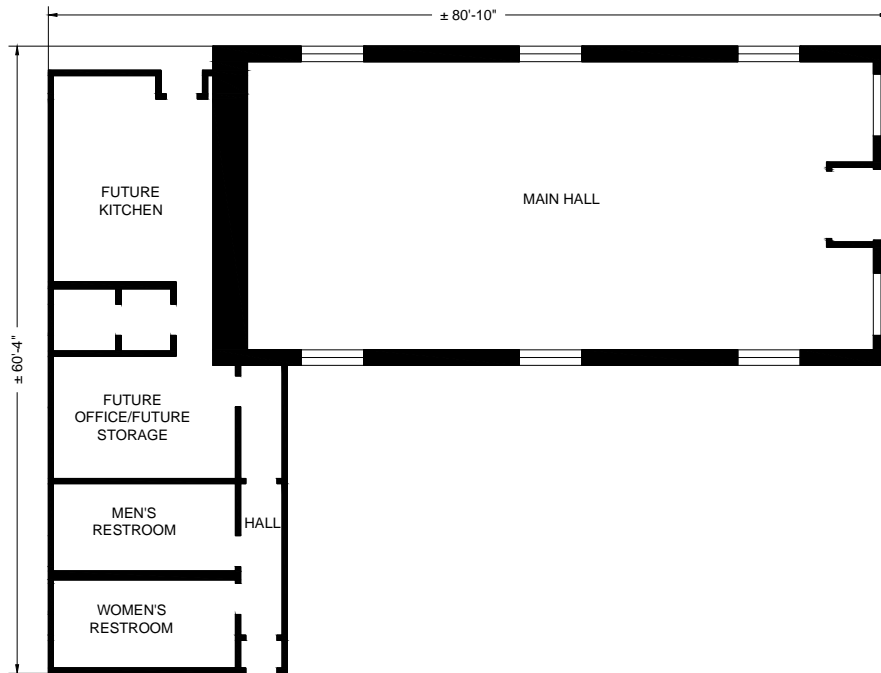 ± 80'-10"
± 60'-4"
FUTURE
KITCHEN
MAIN HALL
FUTURE
OFFICE/FUTURE
STORAGE
MEN'S
RESTROOM
HALL
WOMEN'S
RESTROOM